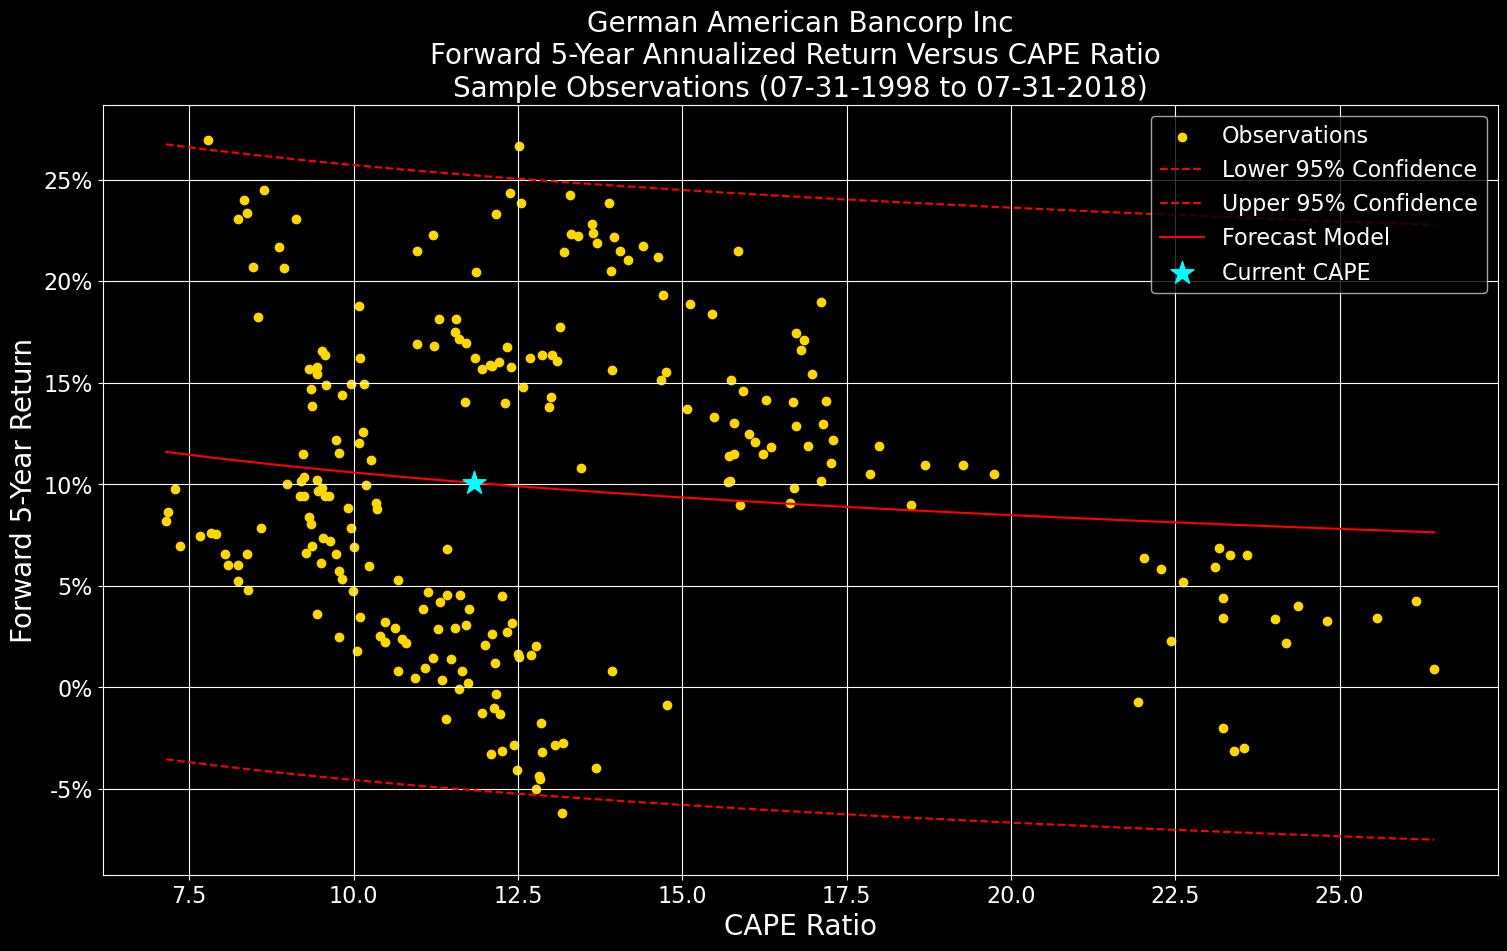 German American Bancorp Inc
Forward 5-Year Annualized Return Versus CAPE Ratio
Sample Observations (07-31-1998 to 07-31-2018)
Observations
Lower 95% Confidence
Upper 95% Confidence
Forecast Model
Current CAPE
Forward 5-Year Return
25%
20%
15%
10%
5%
0%
-5%
7.5
10.0
12.5
15.0
17.5
20.0
22.5
25.0
CAPE Ratio